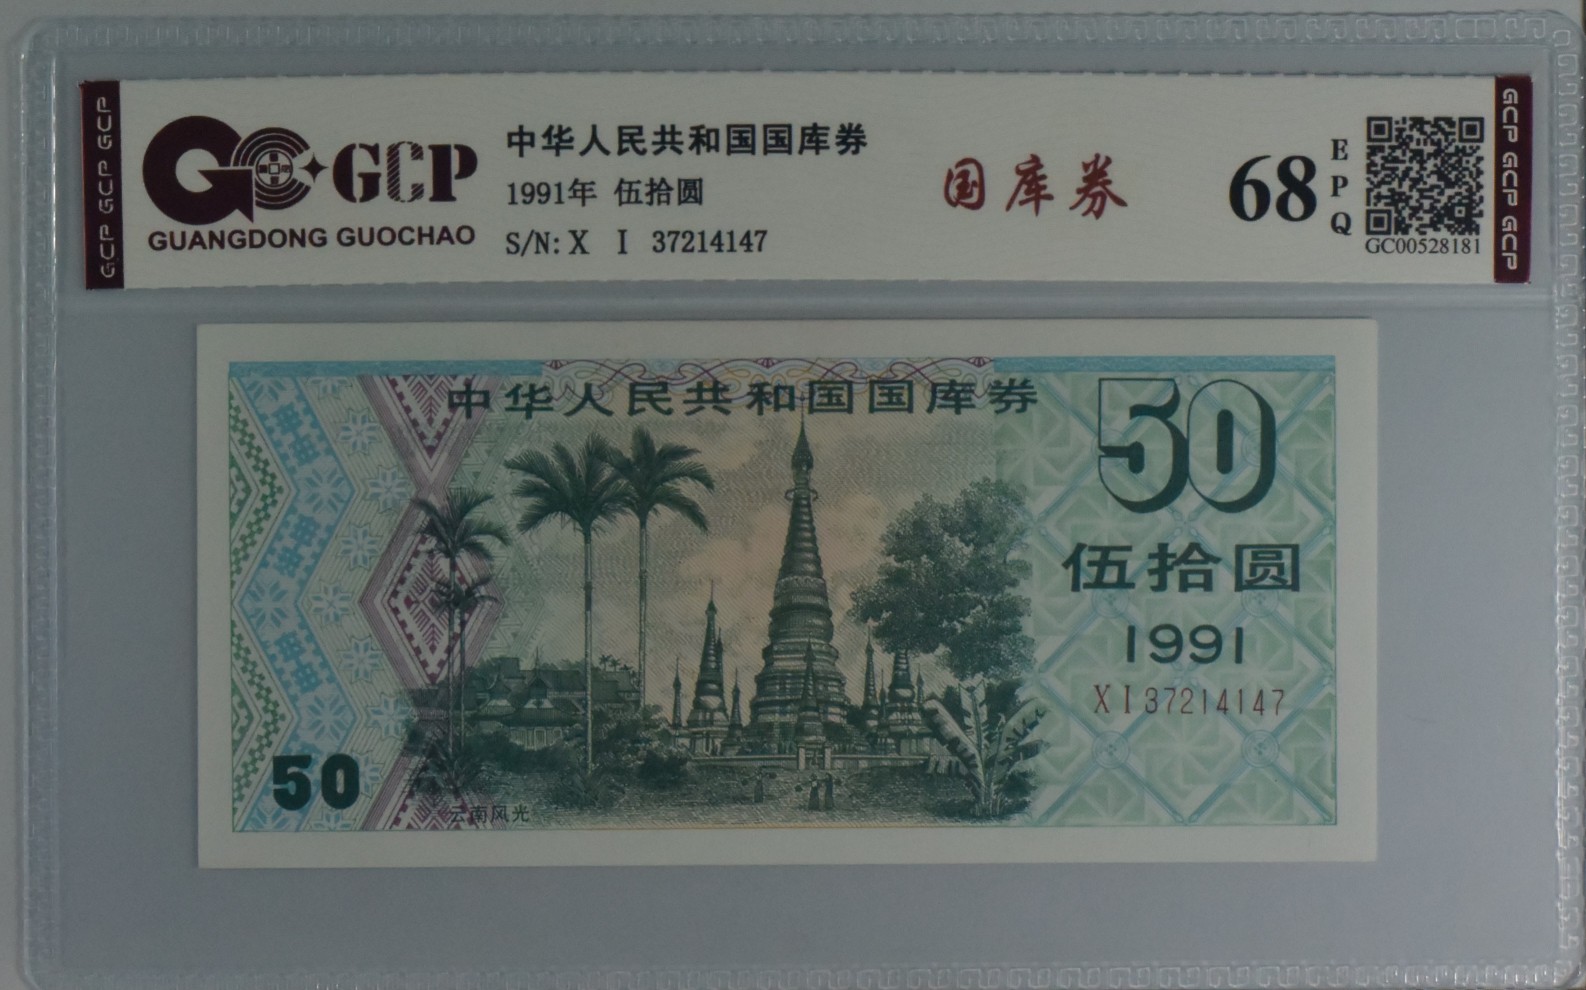 GCP GCP GCP
GCP
GUANGDONG GUOCHAO
中华人民共和国国库券
1991年 伍拾圆
S/N: X I 37214147
国库券
68
EPQ
GC00528181
GCP GCP GCP
中华人民共和国国库券
50
伍拾圆
1991
XI37214147
50
云南风光